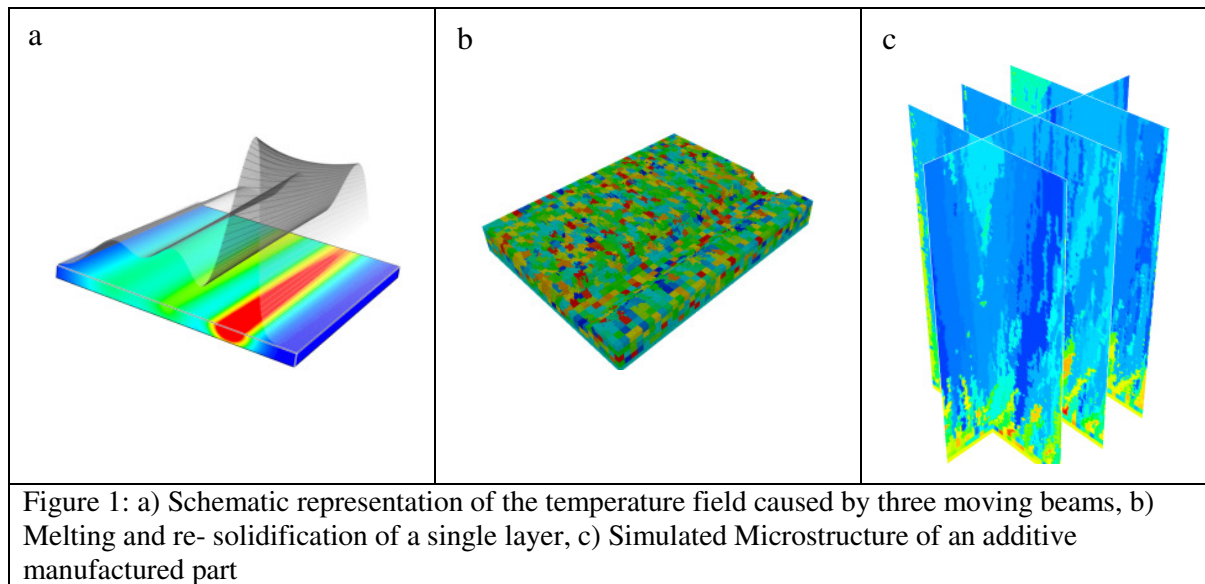 a
b
c
Figure 1: a) Schematic representation of the temperature field caused by three moving beams, b)
Melting and re- solidification of a single layer, c) Simulated Microstructure of an additive
manufactured part